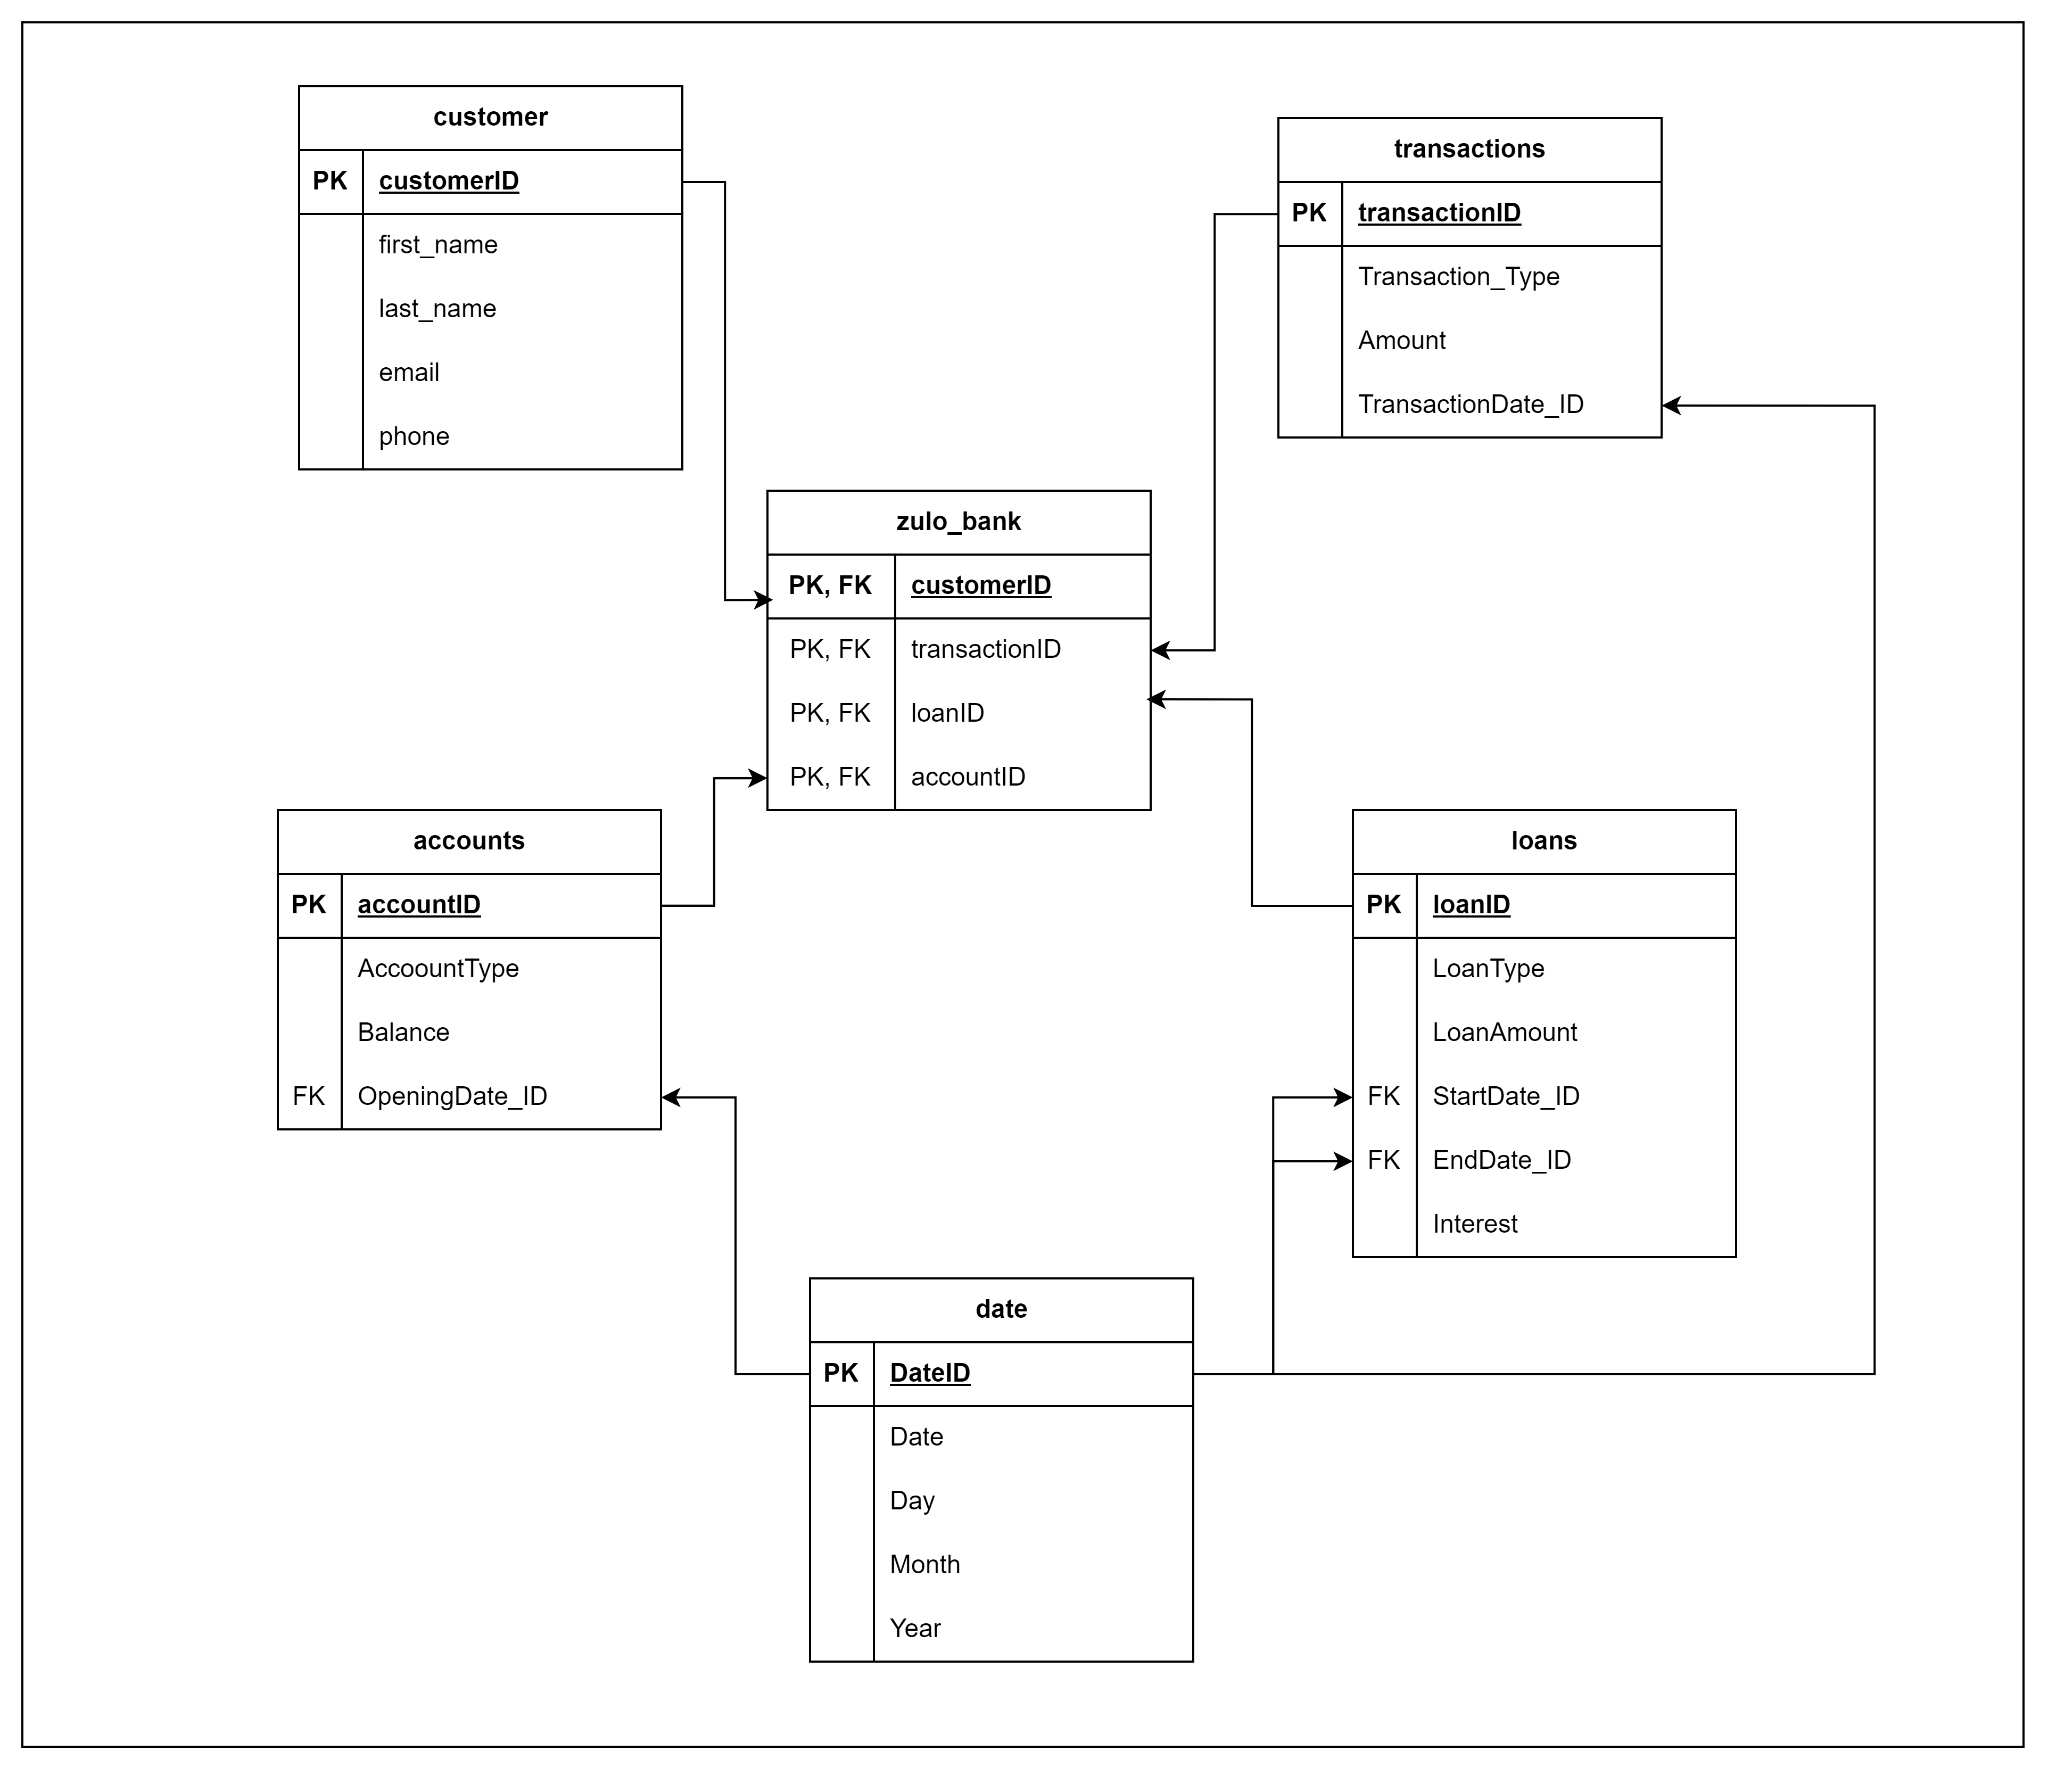 customer
PK customerID
first_name
last_name
email
phone
transactions
PK transactionID
Transaction_Type
Amount
TransactionDate_ID
zulo_bank
PK, FK customerID
PK, FK transactionID
PK, FK loanID
PK, FK accountID
accounts
PK accountID
AccoountType
Balance
FK OpeningDate_ID
loans
PK loanID
LoanType
LoanAmount
FK StartDate_ID
FK EndDate_ID
Interest
date
PK DateID
Date
Day
Month
Year